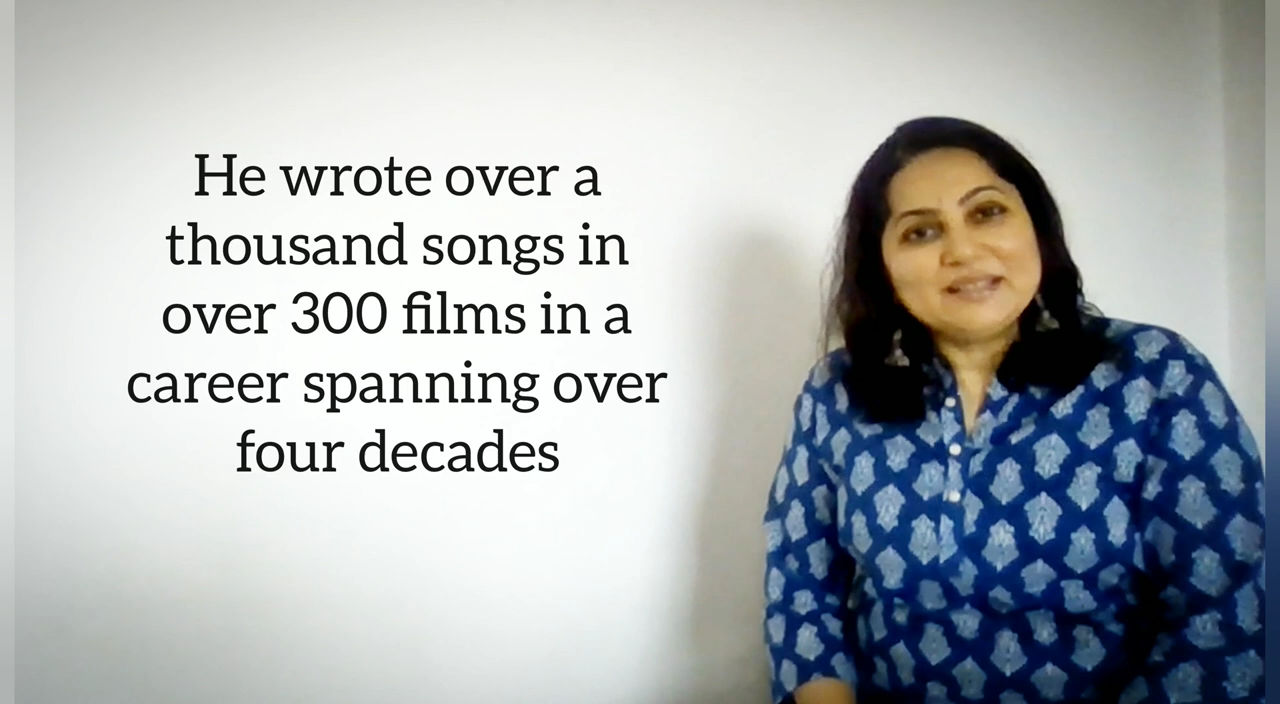 He wrote over a
thousand songs in
over 300 films in a
career spanning over
four decades